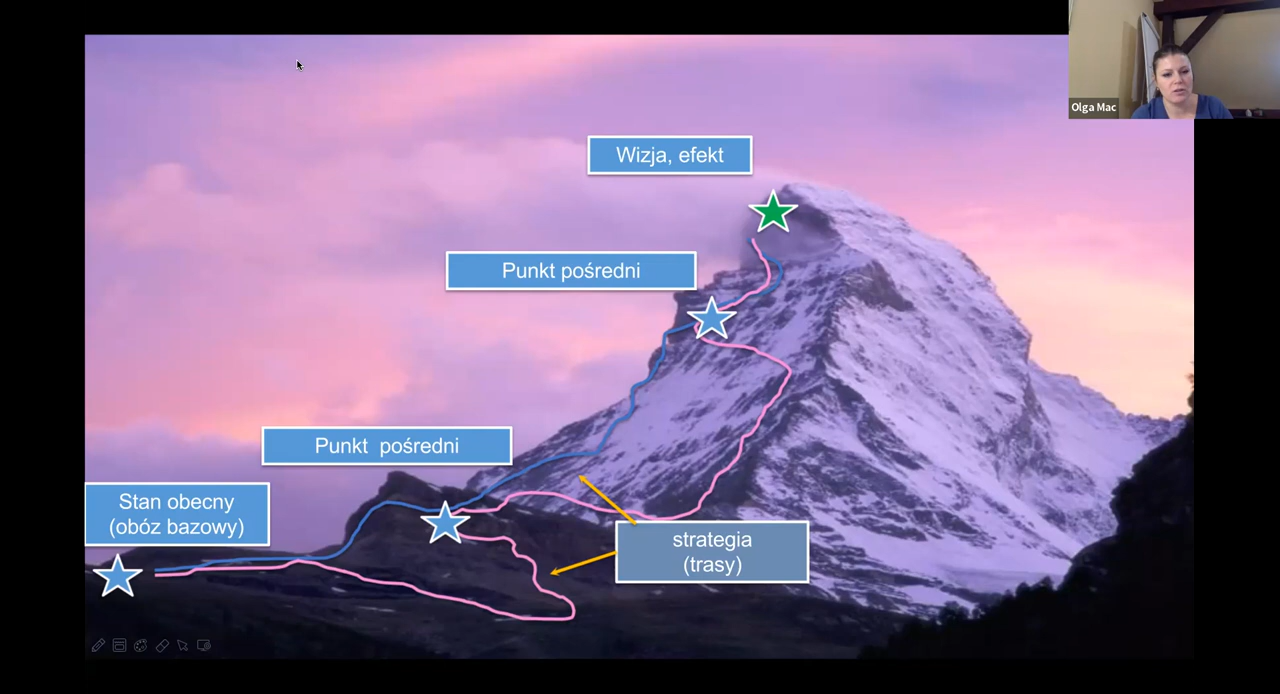 Olga Mac
Wizja, efekt
Punkt pośredni
Punkt pośredni
Stan obecny
(obóz bazowy)
strategia
(trasy)